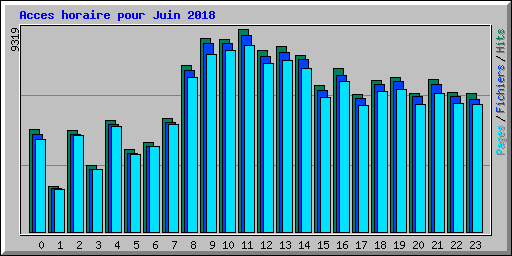 Acces horaire pour Juin 2018
9319
Pages / Fichiers / Hits
0 1 2 3 4 5 6 7 8 9 10 11 12 13 14 15 16 17 18 19 20 21 22 23